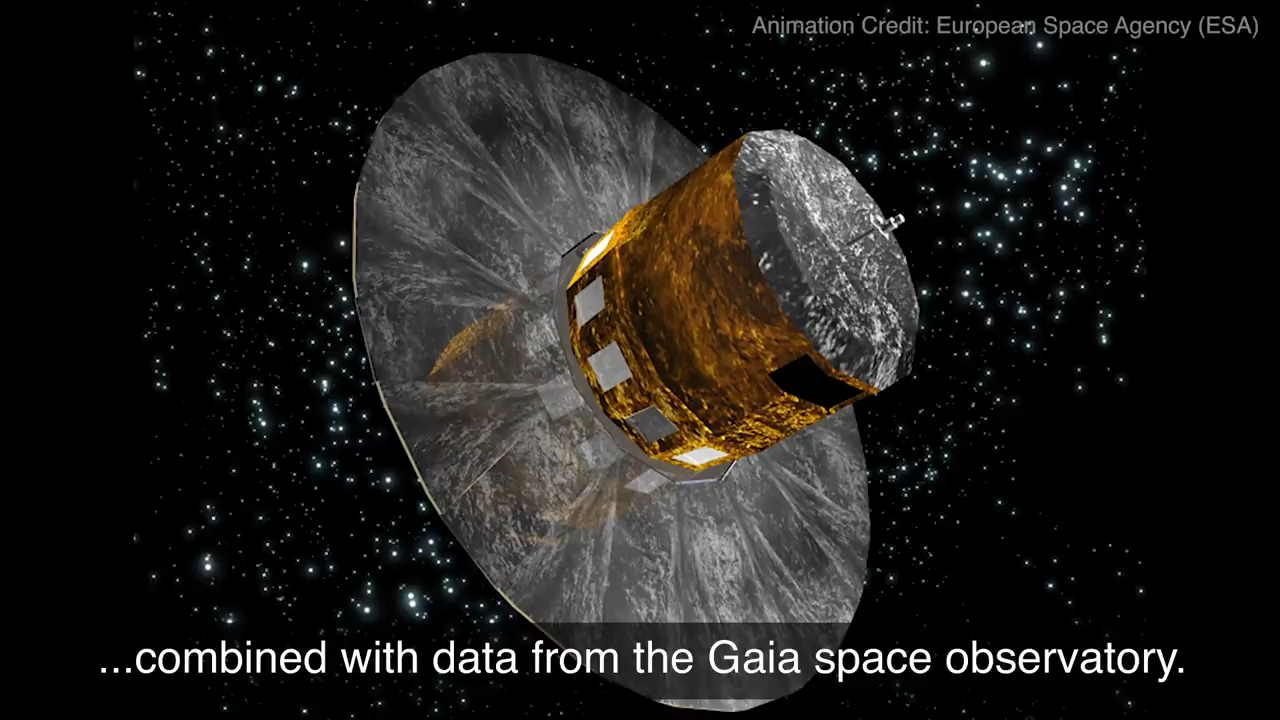 Animation Credit: European Space Agency (ESA)
...combined with data from the Gaia space observatory.